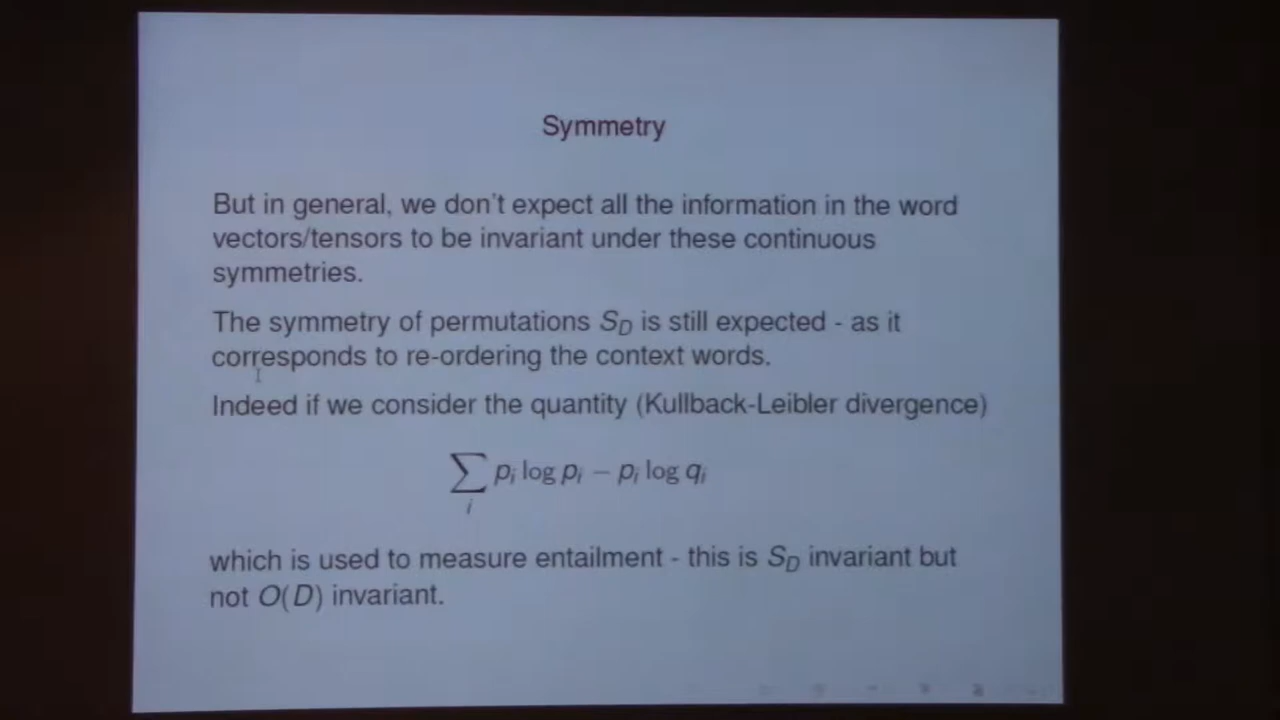 Symmetry
But in general, we don't expect all the information in the word
vectors/tensors to be invariant under these continuous
symmetries.
The symmetry of permutations S_D is still expected - as it
corresponds to re-ordering the context words.
Indeed if we consider the quantity (Kullback-Leibler divergence)
∑_i p_i log p_i − p_i log q_i
which is used to measure entailment - this is S_D invariant but
not O(D) invariant.